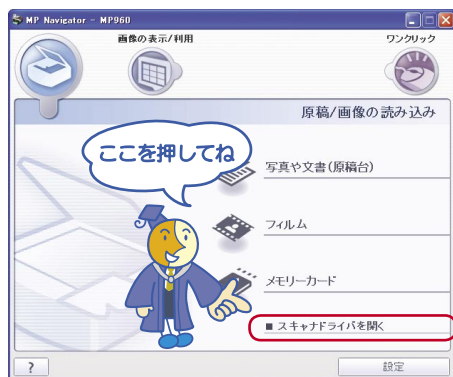 MP Navigator - MP960
画像の表示/利用
ワンクリック
原稿/画像の読み込み
ここを押してね
写真や文書(原稿台)
フィルム
メモリーカード
■ スキャナドライバを開く
?
設定